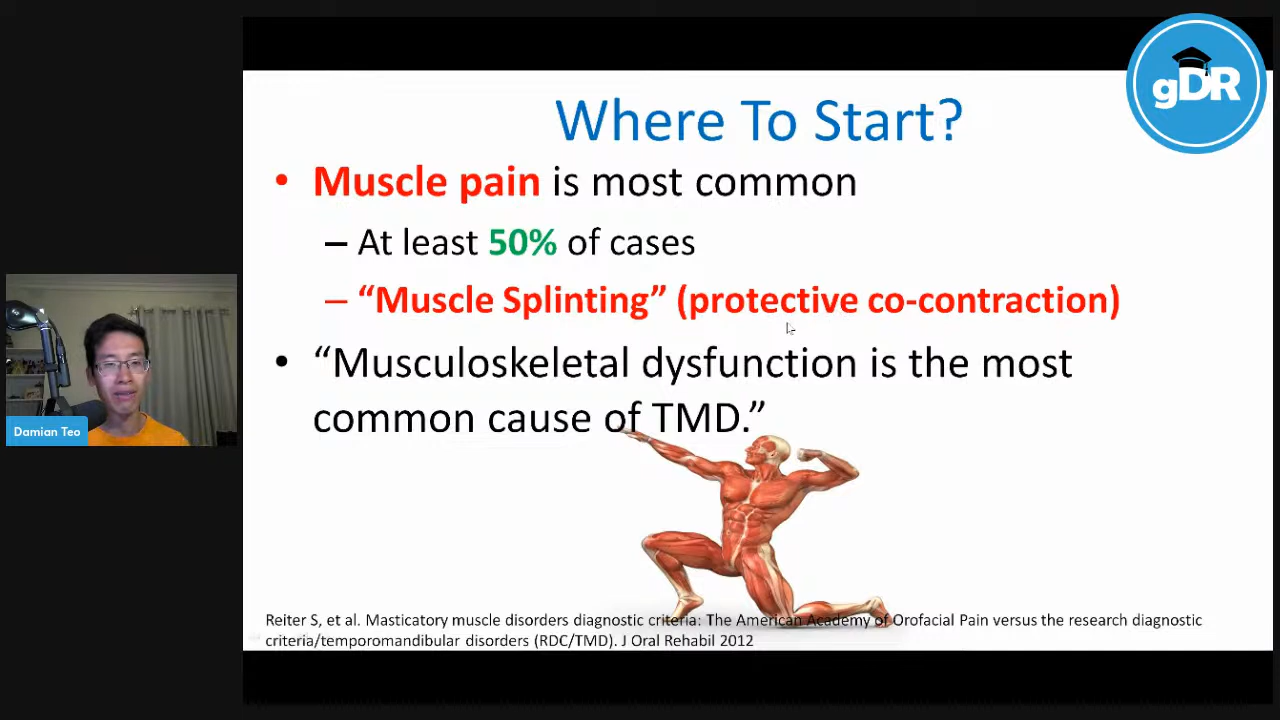 gDR
Where To Start?
• Muscle pain is most common
– At least 50% of cases
– “Muscle Splinting” (protective co-contraction)
• “Musculoskeletal dysfunction is the most
common cause of TMD.”
Damian Teo
Reiter S, et al. Masticatory muscle disorders diagnostic criteria: The American Academy of Orofacial Pain versus the research diagnostic
criteria/temporomandibular disorders (RDC/TMD). J Oral Rehabil 2012